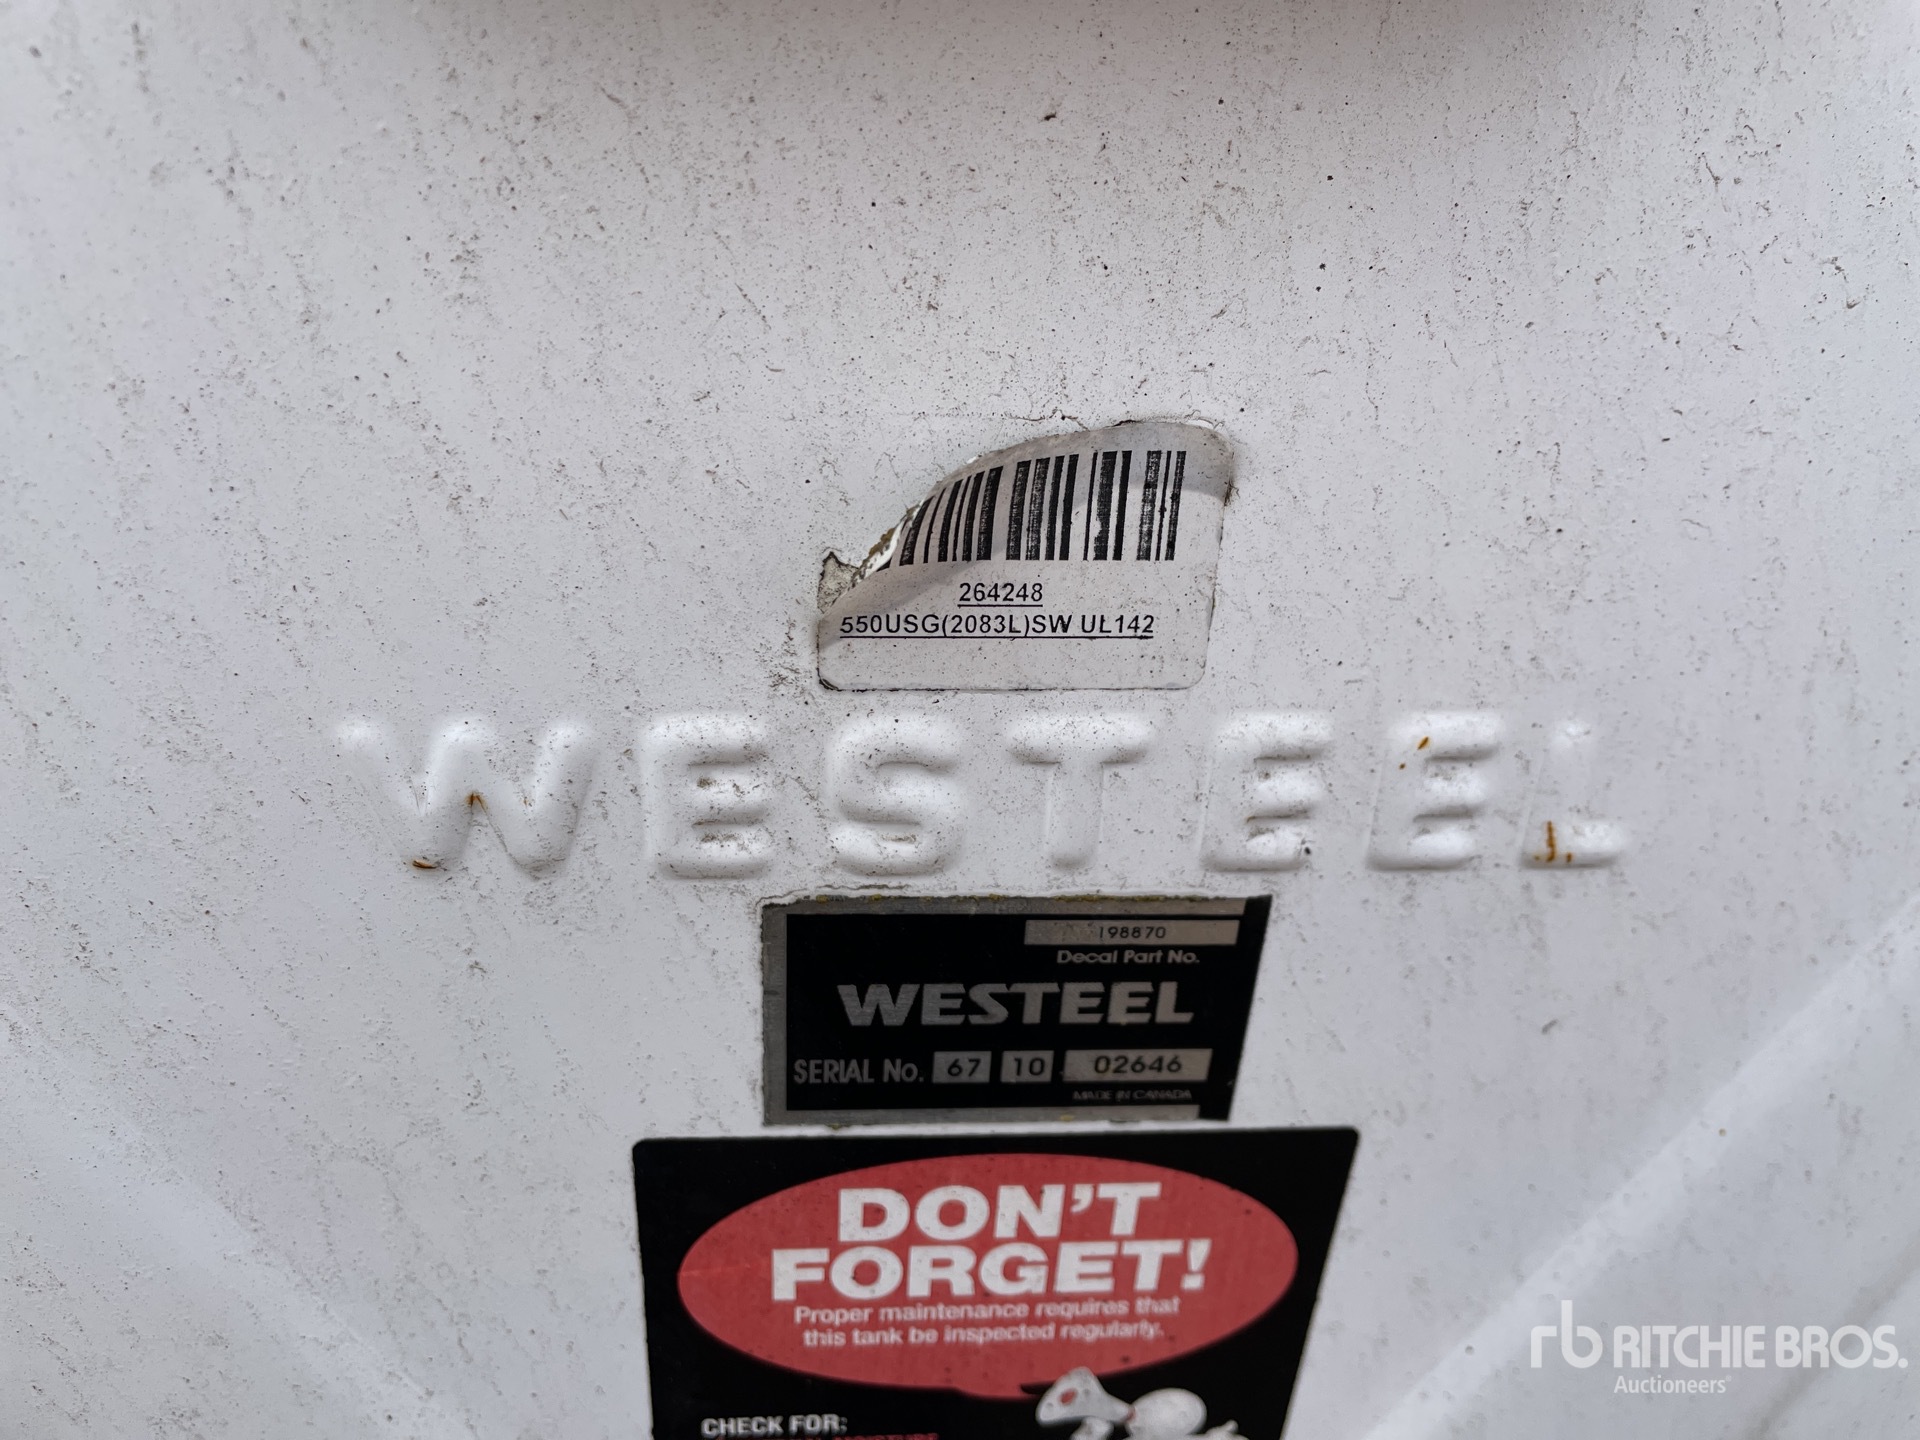 264248
550USG(2083L)SW UL142
WESTEEL
198870
Decal Part No.
WESTEEL
SERIAL No. 67 10 02646
MADE IN CANADA
DON'T
FORGET!
Proper maintenance requires that
this tank be inspected regularly.
CHECK FOR:
rb RITCHIE BROS.
Auctioneers